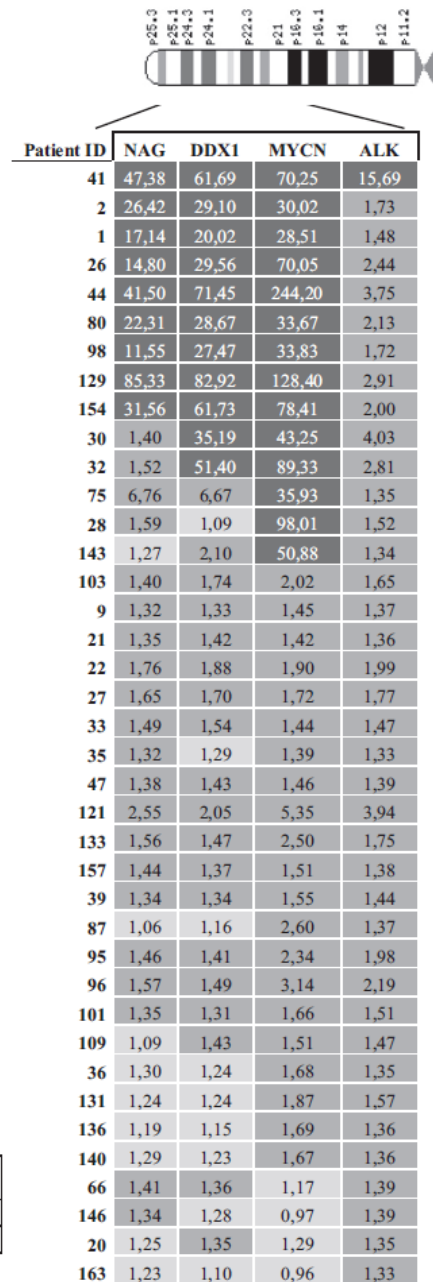 p25.3 p25.1 p24.3 p24.1 p22.3 p21 p16.3 p16.1 p14 p12 p11.2
Patient ID NAG DDX1 MYCN ALK
41 47,38 61,69 70,25 15,69
2 26,42 29,10 30,02 1,73
1 17,14 20,02 28,51 1,48
26 14,80 29,56 70,05 2,44
44 41,50 71,45 244,20 3,75
80 22,31 28,67 33,67 2,13
98 11,55 27,47 33,83 1,72
129 85,33 82,92 128,40 2,91
154 31,56 61,73 78,41 2,00
30 1,40 35,19 43,25 4,03
32 1,52 51,40 89,33 2,81
75 6,76 6,67 35,93 1,35
28 1,59 1,09 98,01 1,52
143 1,27 2,10 50,88 1,34
103 1,40 1,74 2,02 1,65
9 1,32 1,33 1,45 1,37
21 1,35 1,42 1,42 1,36
22 1,76 1,88 1,90 1,99
27 1,65 1,70 1,72 1,77
33 1,49 1,54 1,44 1,47
35 1,32 1,29 1,39 1,33
47 1,38 1,43 1,46 1,39
121 2,55 2,05 5,35 3,94
133 1,56 1,47 2,50 1,75
157 1,44 1,37 1,51 1,38
39 1,34 1,34 1,55 1,44
87 1,06 1,16 2,60 1,37
95 1,46 1,41 2,34 1,98
96 1,57 1,49 3,14 2,19
101 1,35 1,31 1,66 1,51
109 1,09 1,43 1,51 1,47
36 1,30 1,24 1,68 1,35
131 1,24 1,24 1,87 1,57
136 1,19 1,15 1,69 1,36
140 1,29 1,23 1,67 1,36
66 1,41 1,36 1,17 1,39
146 1,34 1,28 0,97 1,39
20 1,25 1,35 1,29 1,35
163 1,23 1,10 0,96 1,33